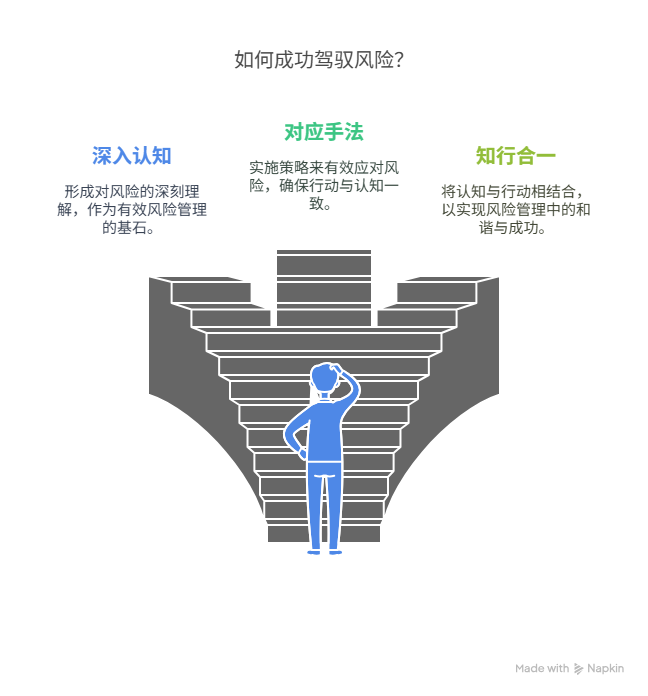 如何成功驾驭风险？
深入认知
形成对风险的深刻理
解，作为有效风险管理
的基石。
对应手法
实施策略来有效应对风
险，确保行动与认知一
致。
知行合一
将认知与行动相结合，
以实现风险管理中的和
谐与成功。
Made with Napkin